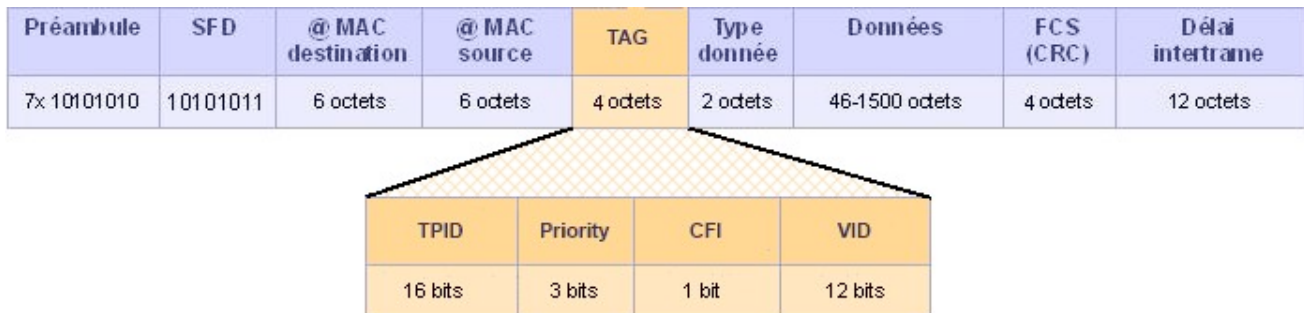 Préambule SFD @ MAC destination @ MAC source TAG Type donnée Données FCS (CRC) Délai intertrame
7x 10101010 10101011 6 octets 6 octets 4 octets 2 octets 46-1500 octets 4 octets 12 octets
TPID Priority CFI VID
16 bits 3 bits 1 bit 12 bits